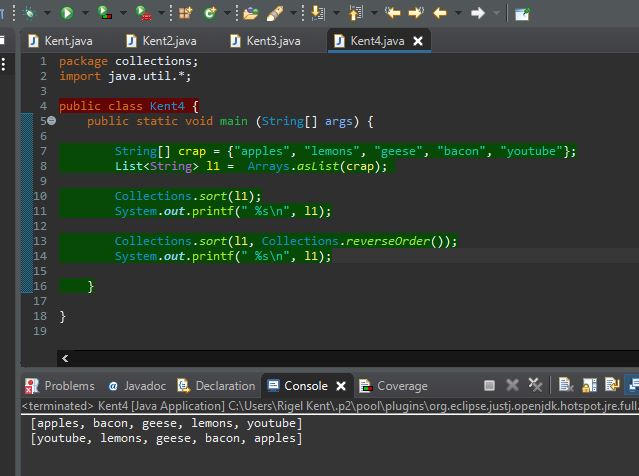 Kent.java Kent2.java Kent3.java Kent4.java
1 package collections;
2 import java.util.*;
3
4 public class Kent4 {
5 public static void main (String[] args) {
6
7 String[] crap = {"apples", "lemons", "geese", "bacon", "youtube"};
8 List<String> l1 =  Arrays.asList(crap);
9
10 Collections.sort(l1);
11 System.out.printf(" %s\n", l1);
12
13 Collections.sort(l1, Collections.reverseOrder());
14 System.out.printf(" %s\n", l1);
15
16 }
17
18 }
19
Problems Javadoc Declaration Console Coverage
<terminated> Kent4 [Java Application] C:\Users\Rigel Kent\.p2\pool\plugins\org.eclipse.justj.openjdk.hotspot.jre.full.
[apples, bacon, geese, lemons, youtube]
[youtube, lemons, geese, bacon, apples]